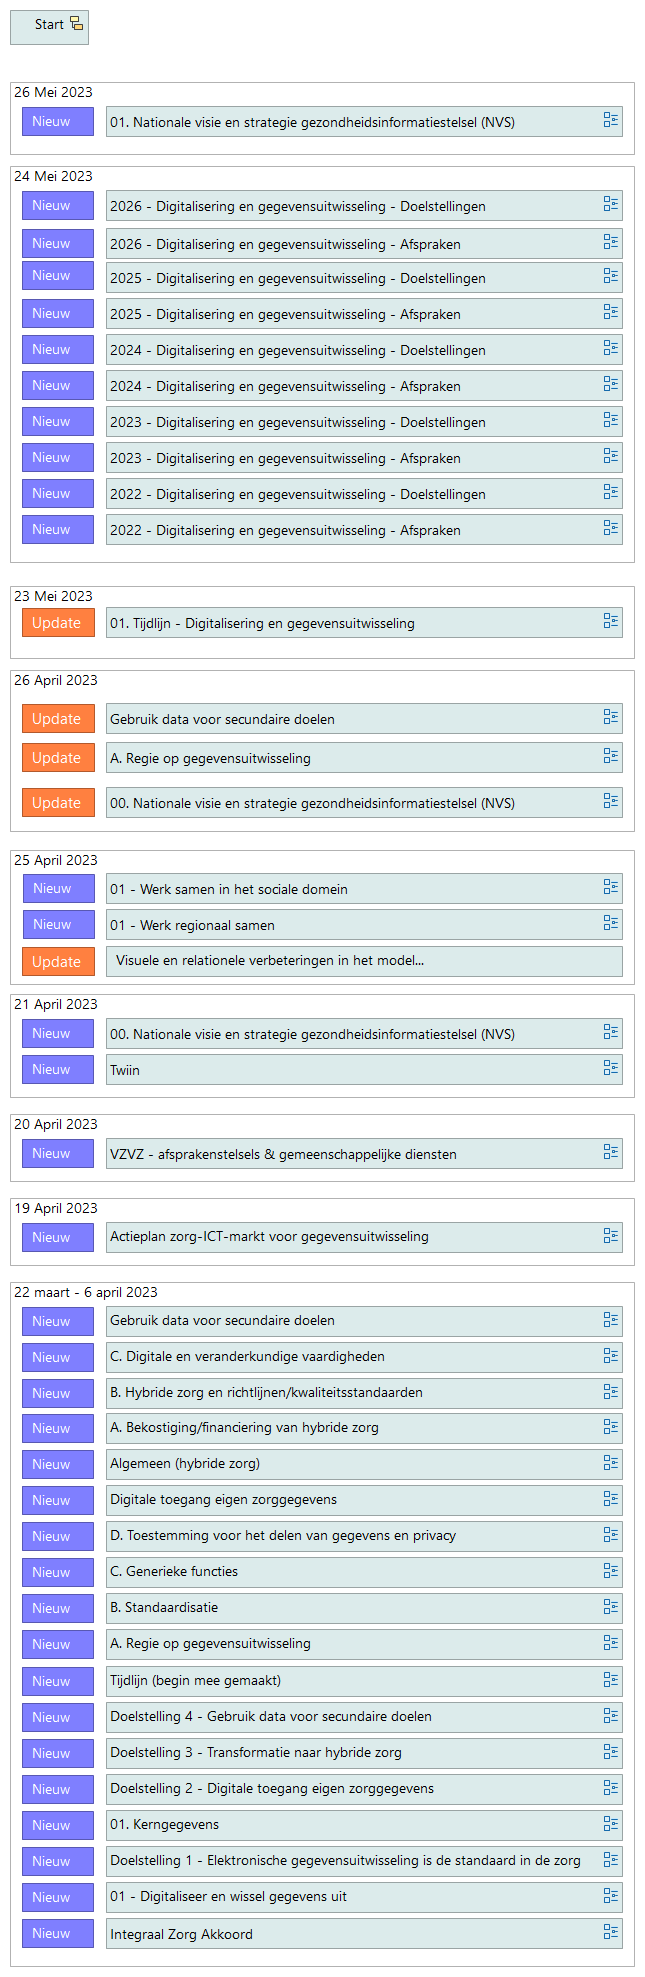 Start
26 Mei 2023
Nieuw 01. Nationale visie en strategie gezondheidsinformatiestelsel (NVS)
24 Mei 2023
Nieuw 2026 - Digitalisering en gegevensuitwisseling - Doelstellingen
Nieuw 2026 - Digitalisering en gegevensuitwisseling - Afspraken
Nieuw 2025 - Digitalisering en gegevensuitwisseling - Doelstellingen
Nieuw 2025 - Digitalisering en gegevensuitwisseling - Afspraken
Nieuw 2024 - Digitalisering en gegevensuitwisseling - Doelstellingen
Nieuw 2024 - Digitalisering en gegevensuitwisseling - Afspraken
Nieuw 2023 - Digitalisering en gegevensuitwisseling - Doelstellingen
Nieuw 2023 - Digitalisering en gegevensuitwisseling - Afspraken
Nieuw 2022 - Digitalisering en gegevensuitwisseling - Doelstellingen
Nieuw 2022 - Digitalisering en gegevensuitwisseling - Afspraken
23 Mei 2023
Update 01. Tijdlijn - Digitalisering en gegevensuitwisseling
26 April 2023
Update Gebruik data voor secundaire doelen
Update A. Regie op gegevensuitwisseling
Update 00. Nationale visie en strategie gezondheidsinformatiestelsel (NVS)
25 April 2023
Nieuw 01 - Werk samen in het sociale domein
Nieuw 01 - Werk regionaal samen
Update Visuele en relationele verbeteringen in het model...
21 April 2023
Nieuw 00. Nationale visie en strategie gezondheidsinformatiestelsel (NVS)
Nieuw Twiin
20 April 2023
Nieuw VZVZ - afsprakenstelsels & gemeenschappelijke diensten
19 April 2023
Nieuw Actieplan zorg-ICT-markt voor gegevensuitwisseling
22 maart - 6 april 2023
Nieuw Gebruik data voor secundaire doelen
Nieuw C. Digitale en veranderkundige vaardigheden
Nieuw B. Hybride zorg en richtlijnen/kwaliteitsstandaarden
Nieuw A. Bekostiging/financiering van hybride zorg
Nieuw Algemeen (hybride zorg)
Nieuw Digitale toegang eigen zorggegevens
Nieuw D. Toestemming voor het delen van gegevens en privacy
Nieuw C. Generieke functies
Nieuw B. Standaardisatie
Nieuw A. Regie op gegevensuitwisseling
Nieuw Tijdlijn (begin mee gemaakt)
Nieuw Doelstelling 4 - Gebruik data voor secundaire doelen
Nieuw Doelstelling 3 - Transformatie naar hybride zorg
Nieuw Doelstelling 2 - Digitale toegang eigen zorggegevens
Nieuw 01. Kerngegevens
Nieuw Doelstelling 1 - Elektronische gegevensuitwisseling is de standaard in de zorg
Nieuw 01 - Digitaliseer en wissel gegevens uit
Nieuw Integraal Zorg Akkoord